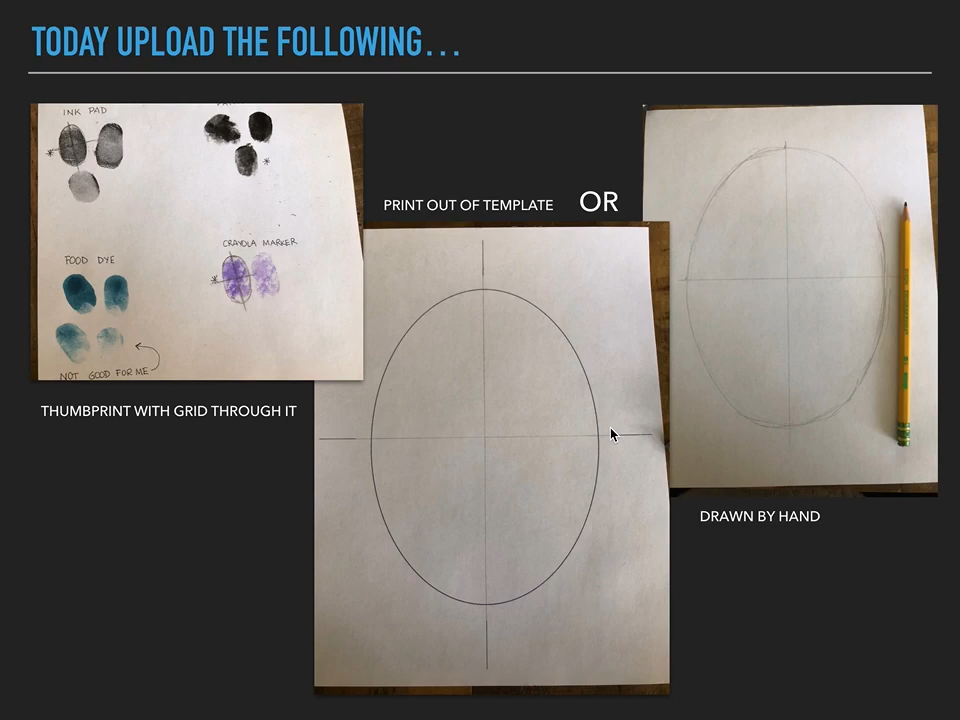 TODAY UPLOAD THE FOLLOWING...
INK PAD
FOOD DYE
CRAYOLA MARKER
NOT GOOD FOR ME
THUMBPRINT WITH GRID THROUGH IT
PRINT OUT OF TEMPLATE
OR
DRAWN BY HAND